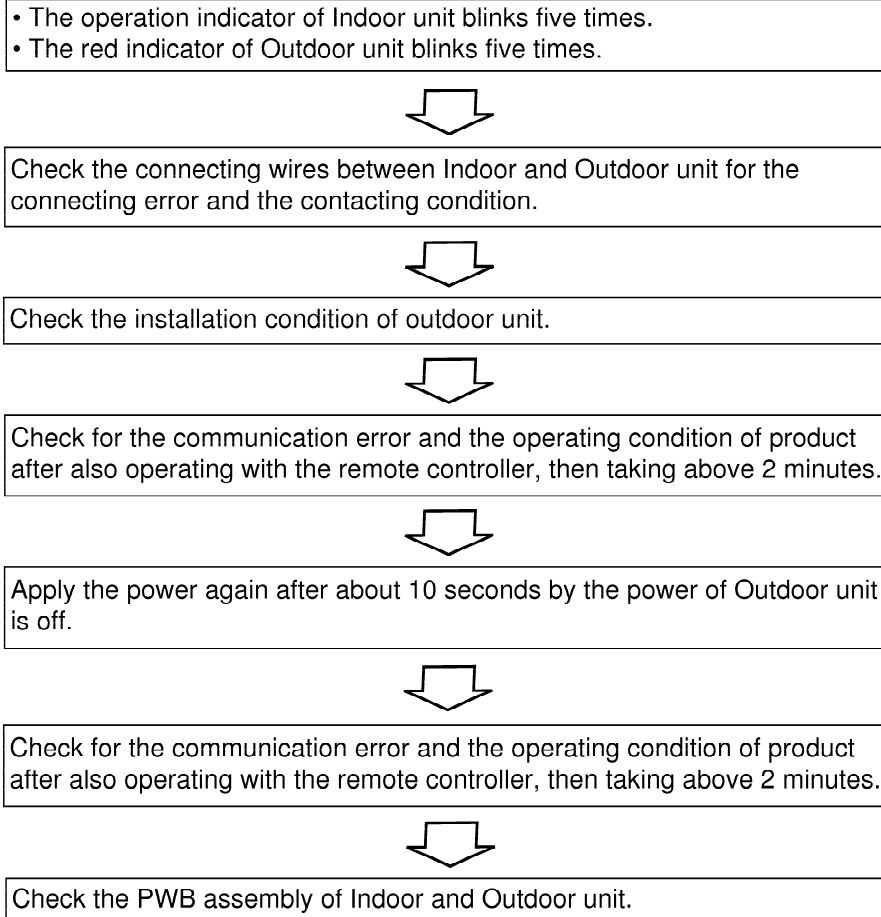 • The operation indicator of Indoor unit blinks five times.
• The red indicator of Outdoor unit blinks five times.
Check the connecting wires between Indoor and Outdoor unit for the
connecting error and the contacting condition.
Check the installation condition of outdoor unit.
Check for the communication error and the operating condition of product
after also operating with the remote controller, then taking above 2 minutes.
Apply the power again after about 10 seconds by the power of Outdoor unit
is off.
Check for the communication error and the operating condition of product
after also operating with the remote controller, then taking above 2 minutes.
Check the PWB assembly of Indoor and Outdoor unit.